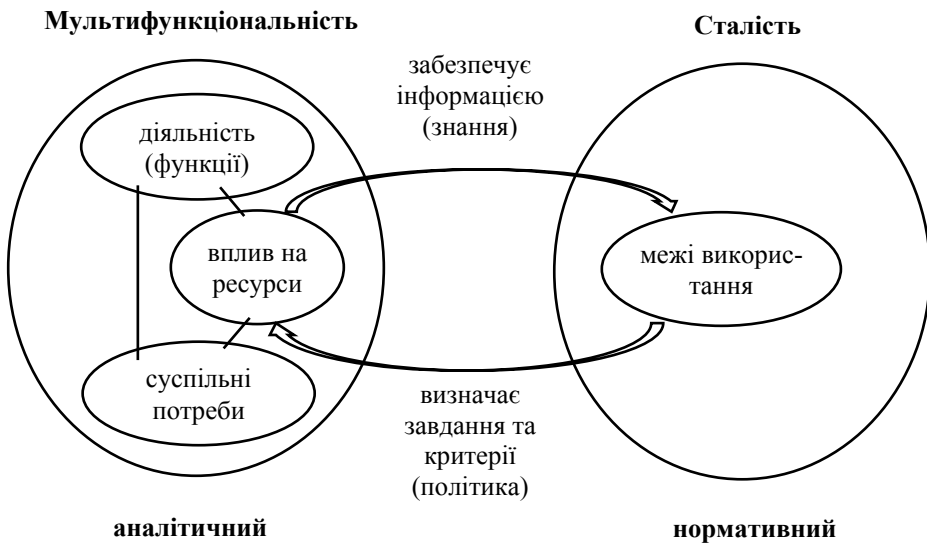 Мультифункціональність
Сталість
забезпечує
інформацією
(знання)
діяльність
(функції)
вплив на
ресурси
межі викорис-
тання
суспільні
потреби
визначає
завдання та
критерії
(політика)
аналітичний
нормативний